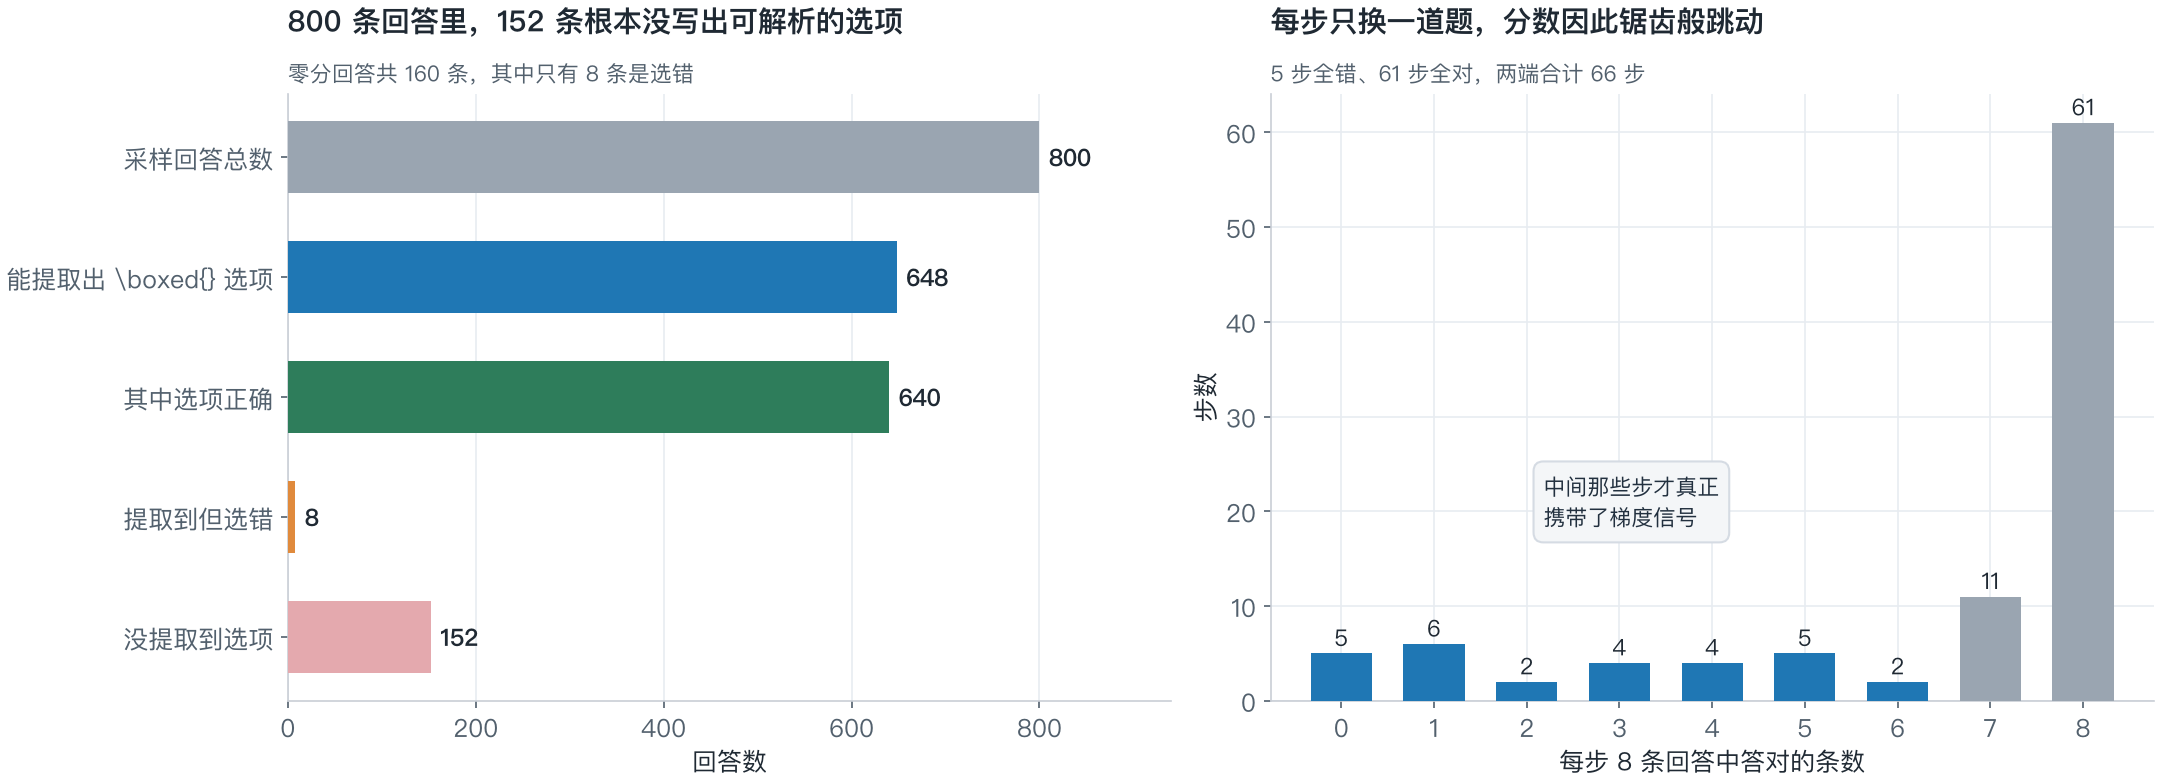 800 条回答里，152 条根本没写出可解析的选项
零分回答共 160 条，其中只有 8 条是选错
采样回答总数
800
能提取出 \boxed{} 选项
648
其中选项正确
640
提取到但选错
8
没提取到选项
152
0 200 400 600 800
回答数
每步只换一道题，分数因此锯齿般跳动
5 步全错、61 步全对，两端合计 66 步
步数
60
50
40
30
20
10
0
5 6 2 4 4 5 2 11 61
中间那些步才真正
携带了梯度信号
0 1 2 3 4 5 6 7 8
每步 8 条回答中答对的条数